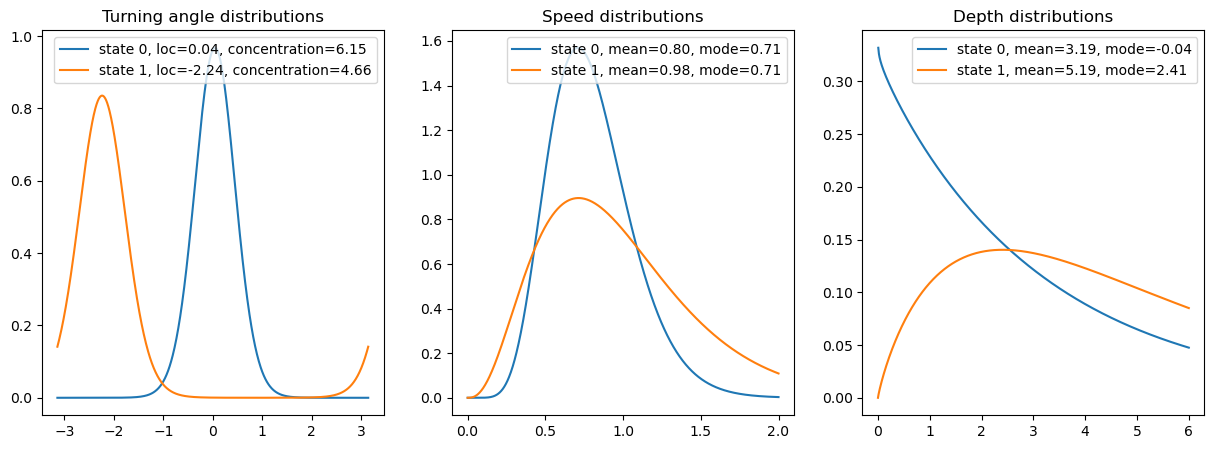 Turning angle distributions
state 0, loc=0.04, concentration=6.15
state 1, loc=-2.24, concentration=4.66
1.0
0.8
0.6
0.4
0.2
0.0
−3 −2 −1 0 1 2 3
Speed distributions
state 0, mean=0.80, mode=0.71
state 1, mean=0.98, mode=0.71
1.6
1.4
1.2
1.0
0.8
0.6
0.4
0.2
0.0
0.0 0.5 1.0 1.5 2.0
Depth distributions
state 0, mean=3.19, mode=-0.04
state 1, mean=5.19, mode=2.41
0.30
0.25
0.20
0.15
0.10
0.05
0.00
0 1 2 3 4 5 6